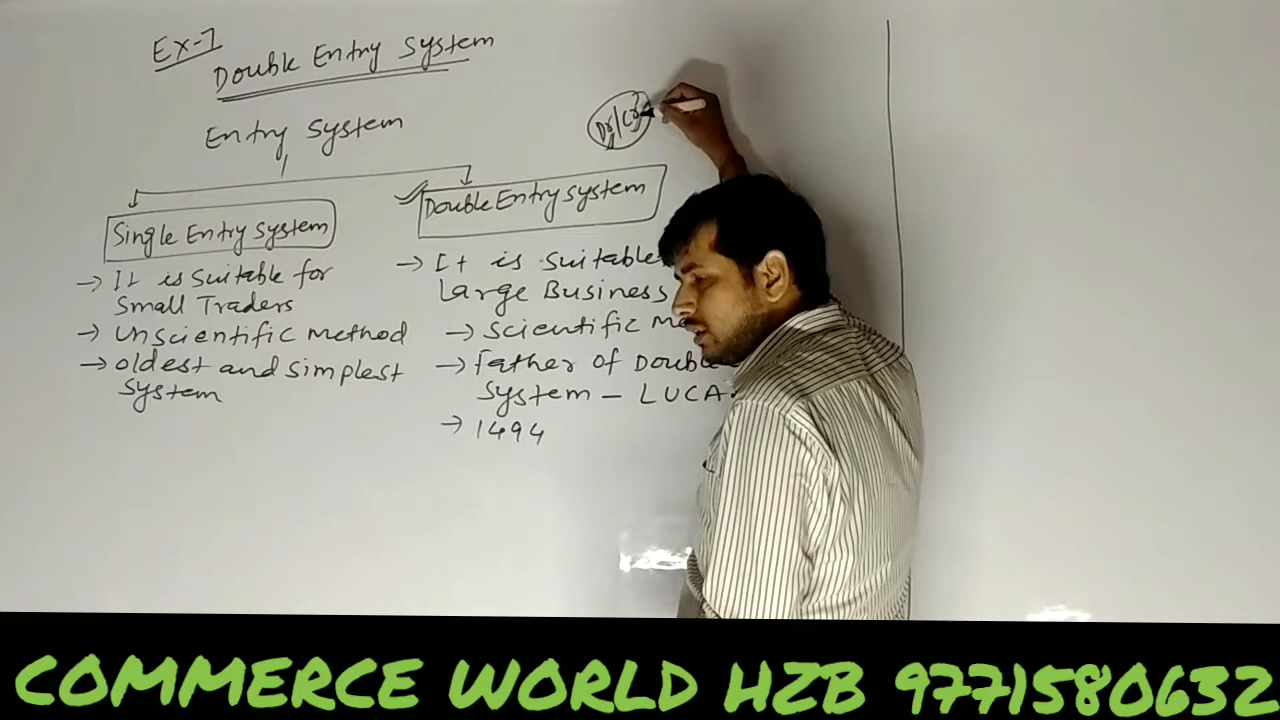 Ex-1
Double Entry System
Entry System
Dr/Cr
Single Entry System
→ It is Suitable for
Small Traders
→ Unscientific Method
→ oldest and simplest
System
Double Entry System
→ It is Suitable
Large Business
→ Scientific
→ Father of Double
System – LUCA
→ 1494
COMMERCE WORLD HZB 9771580632